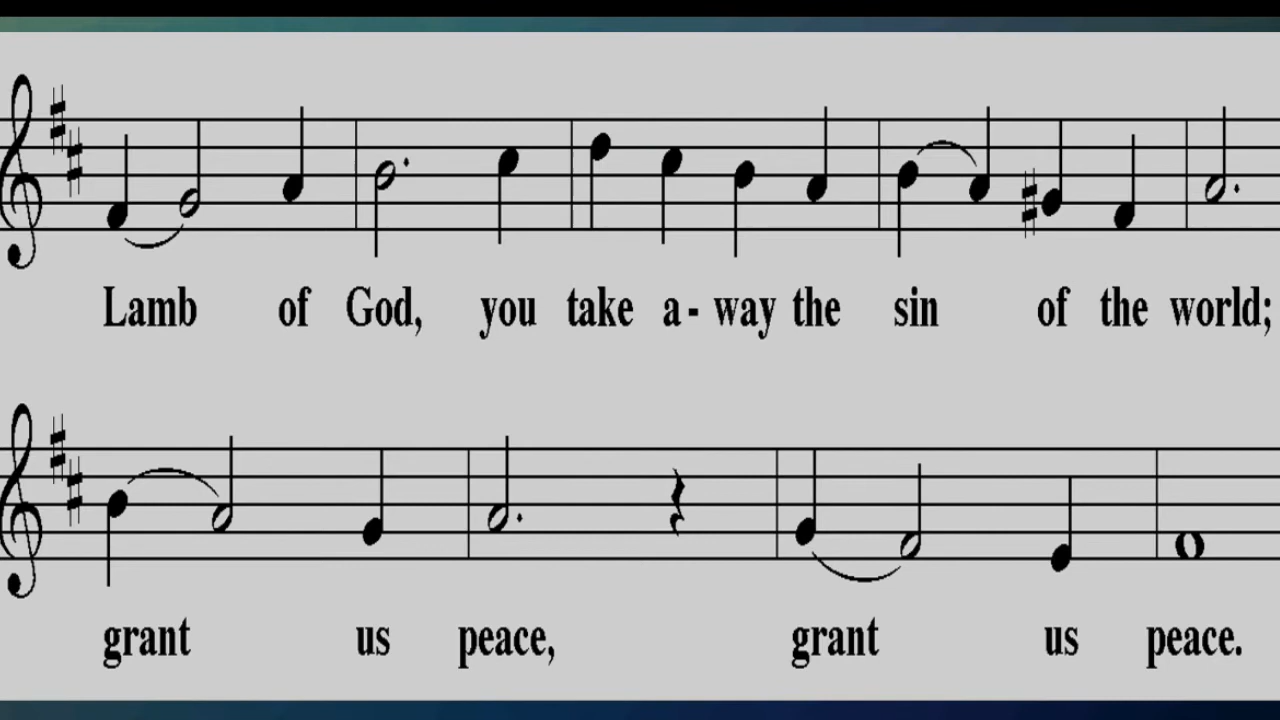 Lamb of God, you take a - way the sin of the world;
grant us peace, grant us peace.